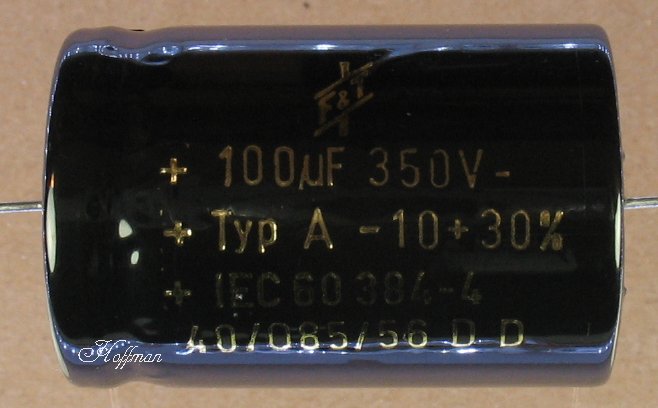 F&T
+ 100µF 350V-
+ Typ A -10+30%
+ IEC 60 384-4
40/085/56 D D
Hoffman